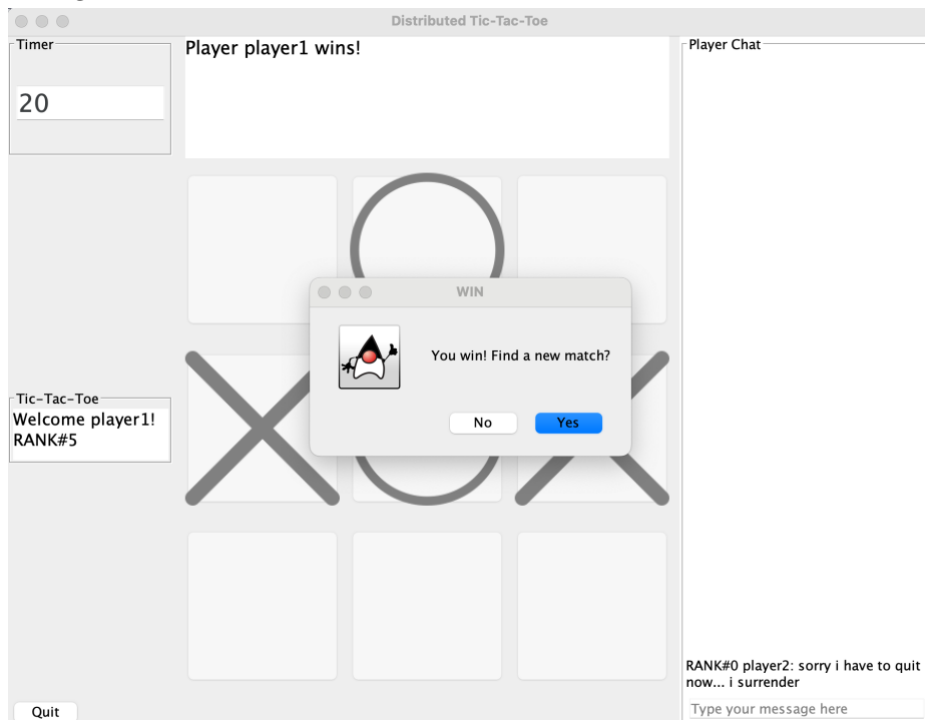 Distributed Tic-Tac-Toe
Timer
20
Player player1 wins!
Player Chat
WIN
You win! Find a new match?
No
Yes
Tic-Tac-Toe
Welcome player1!
RANK#5
RANK#0 player2: sorry i have to quit
now... i surrender
Type your message here
Quit